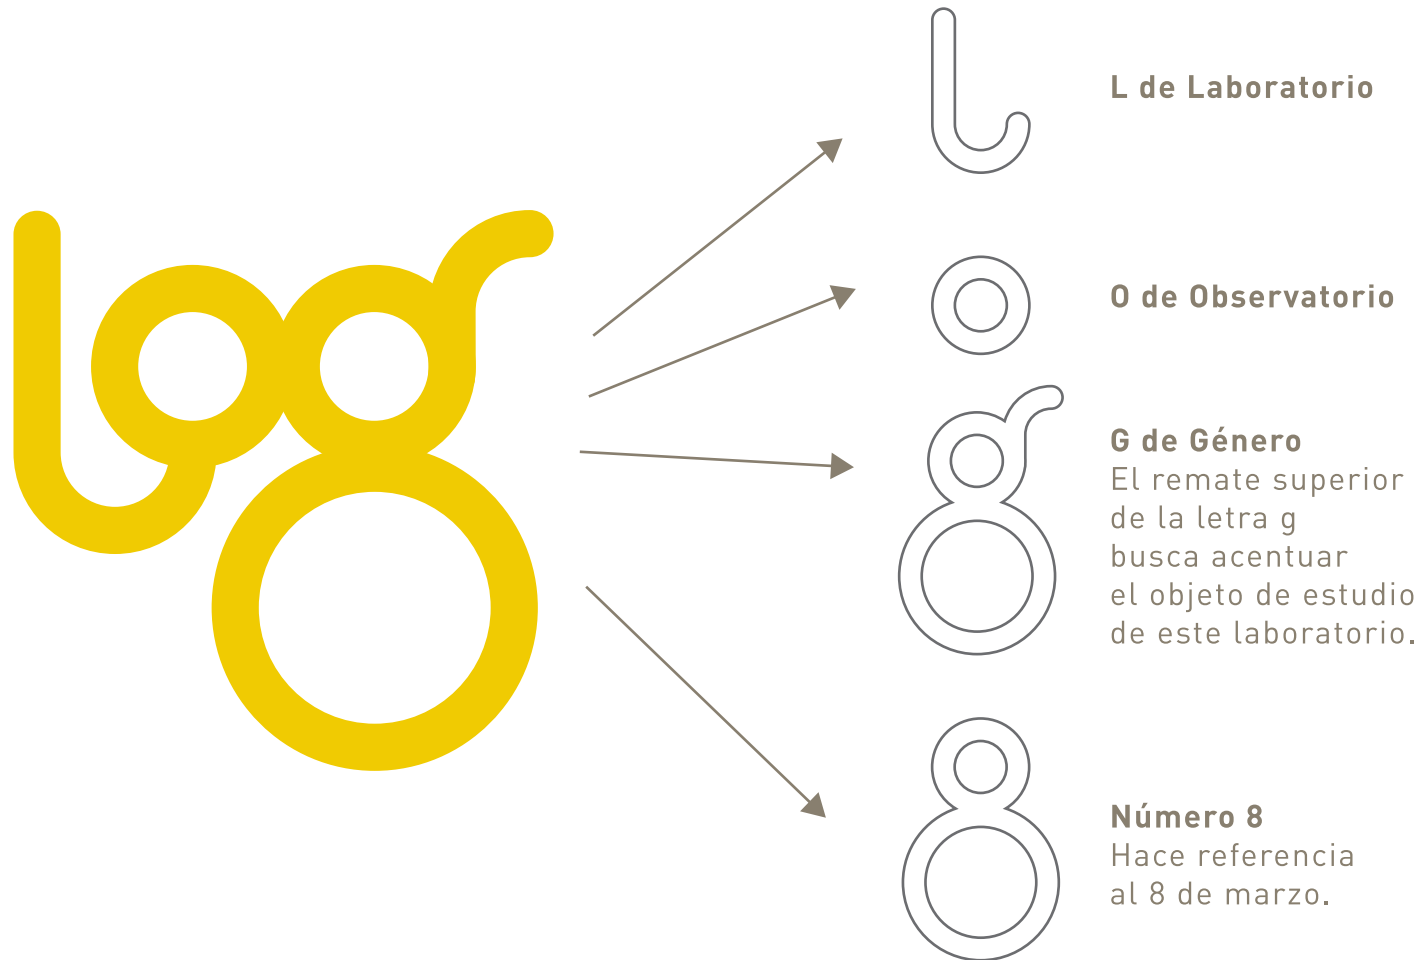 log
L de Laboratorio
O de Observatorio
G de Género
El remate superior
de la letra g
busca acentuar
el objeto de estudio
de este laboratorio.
Número 8
Hace referencia
al 8 de marzo.